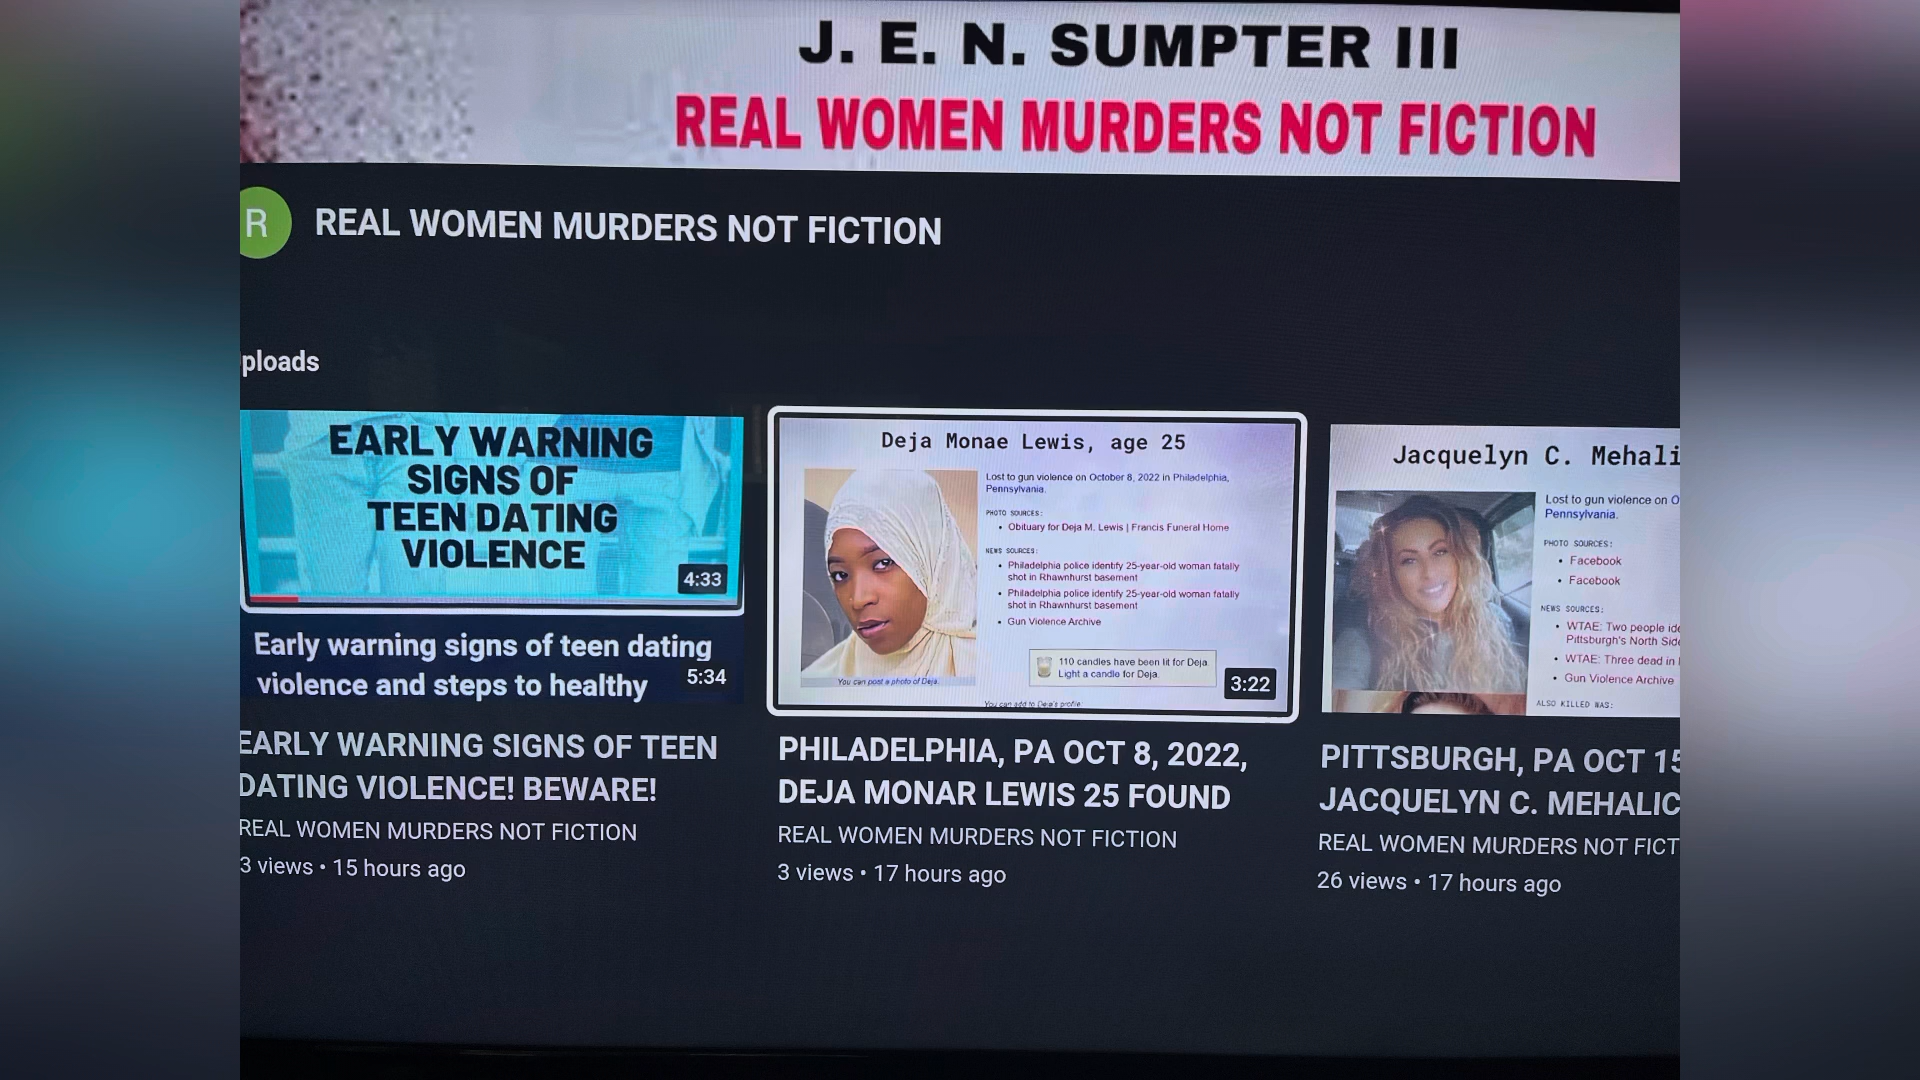 J. E. N. SUMPTER III
REAL WOMEN MURDERS NOT FICTION
R
REAL WOMEN MURDERS NOT FICTION
ploads
EARLY WARNING
SIGNS OF
TEEN DATING
VIOLENCE
4:33
Early warning signs of teen dating
violence and steps to healthy
5:34
EARLY WARNING SIGNS OF TEEN
DATING VIOLENCE! BEWARE!
REAL WOMEN MURDERS NOT FICTION
3 views • 15 hours ago
Deja Monae Lewis, age 25
Lost to gun violence on October 8, 2022 in Philadelphia,
Pennsylvania.
PHOTO SOURCES:
• Obituary for Deja M. Lewis | Francis Funeral Home
NEWS SOURCES:
• Philadelphia police identify 25-year-old woman fatally
shot in Rhawnhurst basement
• Philadelphia police identify 25-year-old woman fatally
shot in Rhawnhurst basement
• Gun Violence Archive
110 candles have been lit for Deja
Light a candle for Deja.
You can post a photo of Deja.
You can add to Deja's profile
3:22
PHILADELPHIA, PA OCT 8, 2022,
DEJA MONAR LEWIS 25 FOUND
REAL WOMEN MURDERS NOT FICTION
3 views • 17 hours ago
Jacquelyn C. Mehali
Lost to gun violence on O
Pennsylvania.
PHOTO SOURCES:
• Facebook
• Facebook
NEWS SOURCES:
• WTAE: Two people ide
Pittsburgh's North Side
• WTAE: Three dead in
• Gun Violence Archive
ALSO KILLED WAS:
PITTSBURGH, PA OCT 15
JACQUELYN C. MEHALIC
REAL WOMEN MURDERS NOT FICT
26 views • 17 hours ago